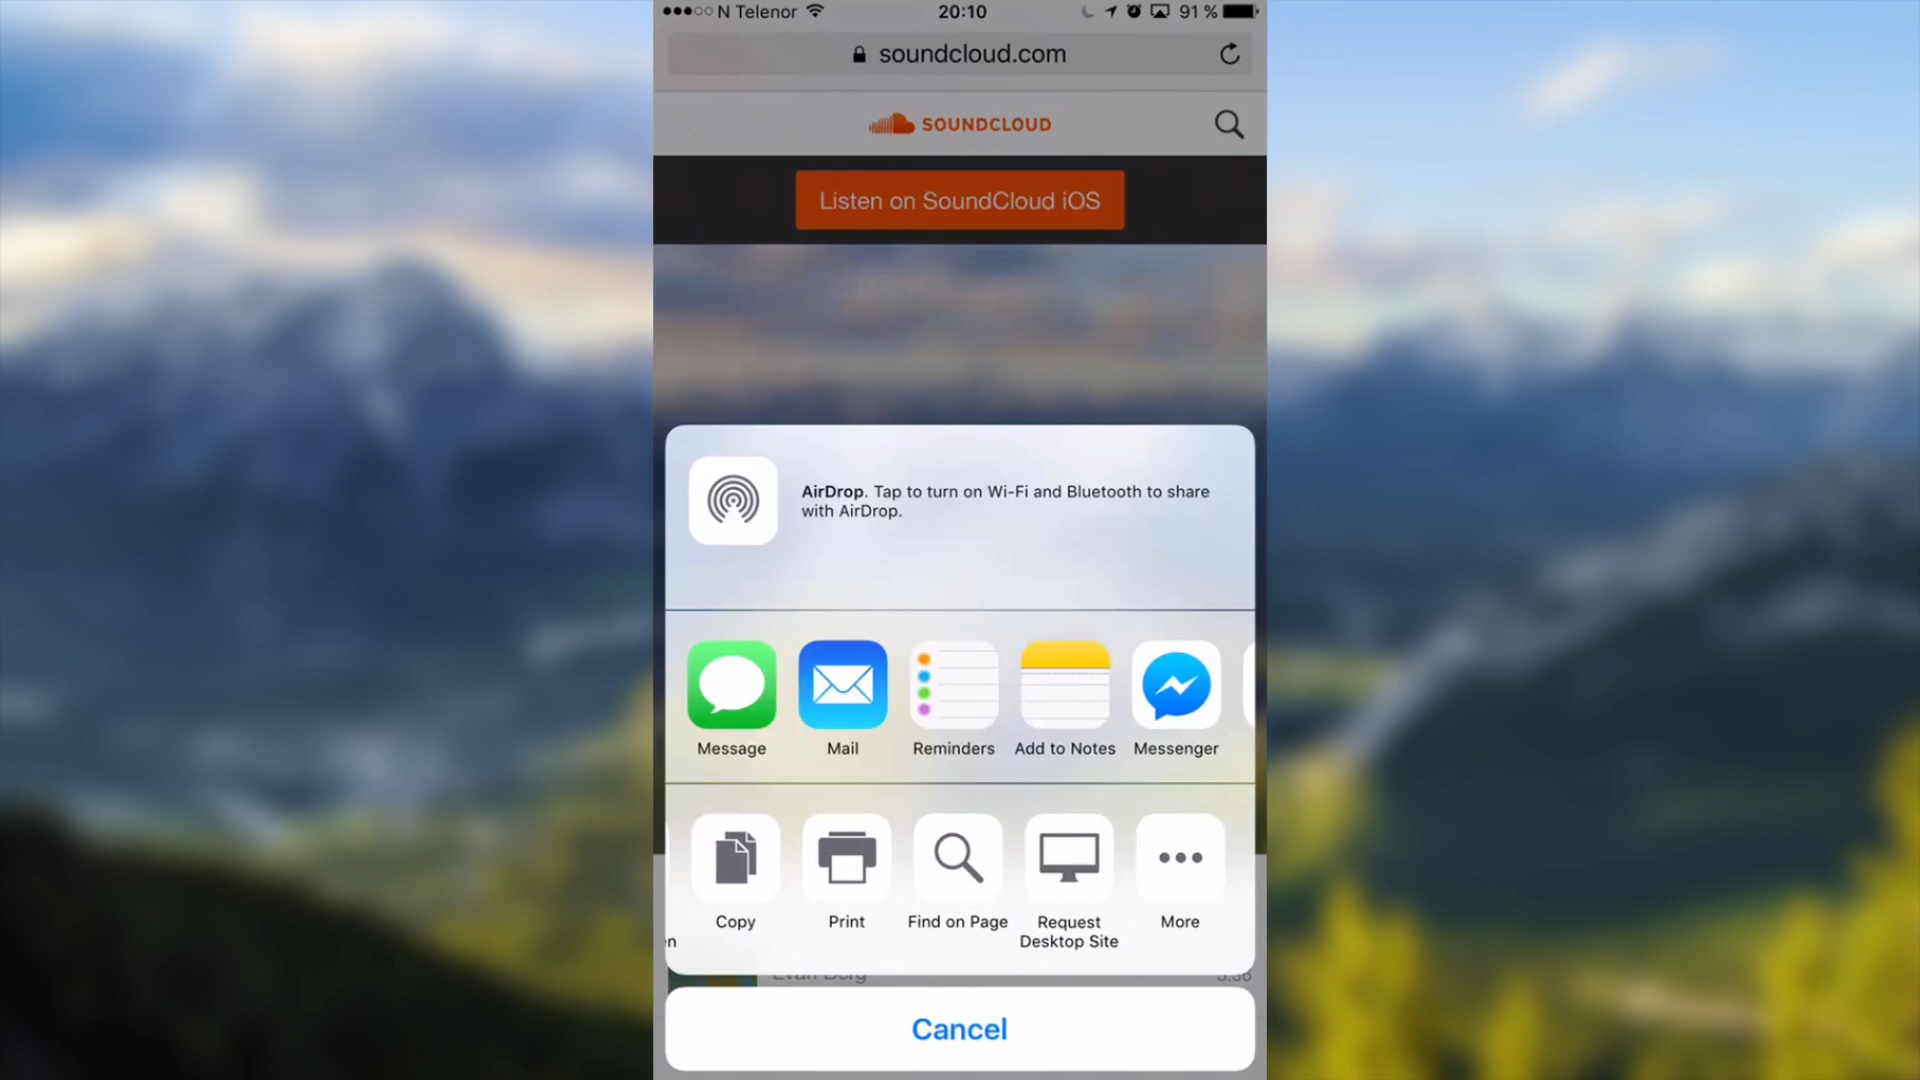 N Telenor 20:10 91 %
soundcloud.com
SOUNDCLOUD
Listen on SoundCloud iOS
AirDrop. Tap to turn on Wi-Fi and Bluetooth to share
with AirDrop.
Message Mail Reminders Add to Notes Messenger
Copy Print Find on Page Request More
Desktop Site
Evan Berg
Cancel